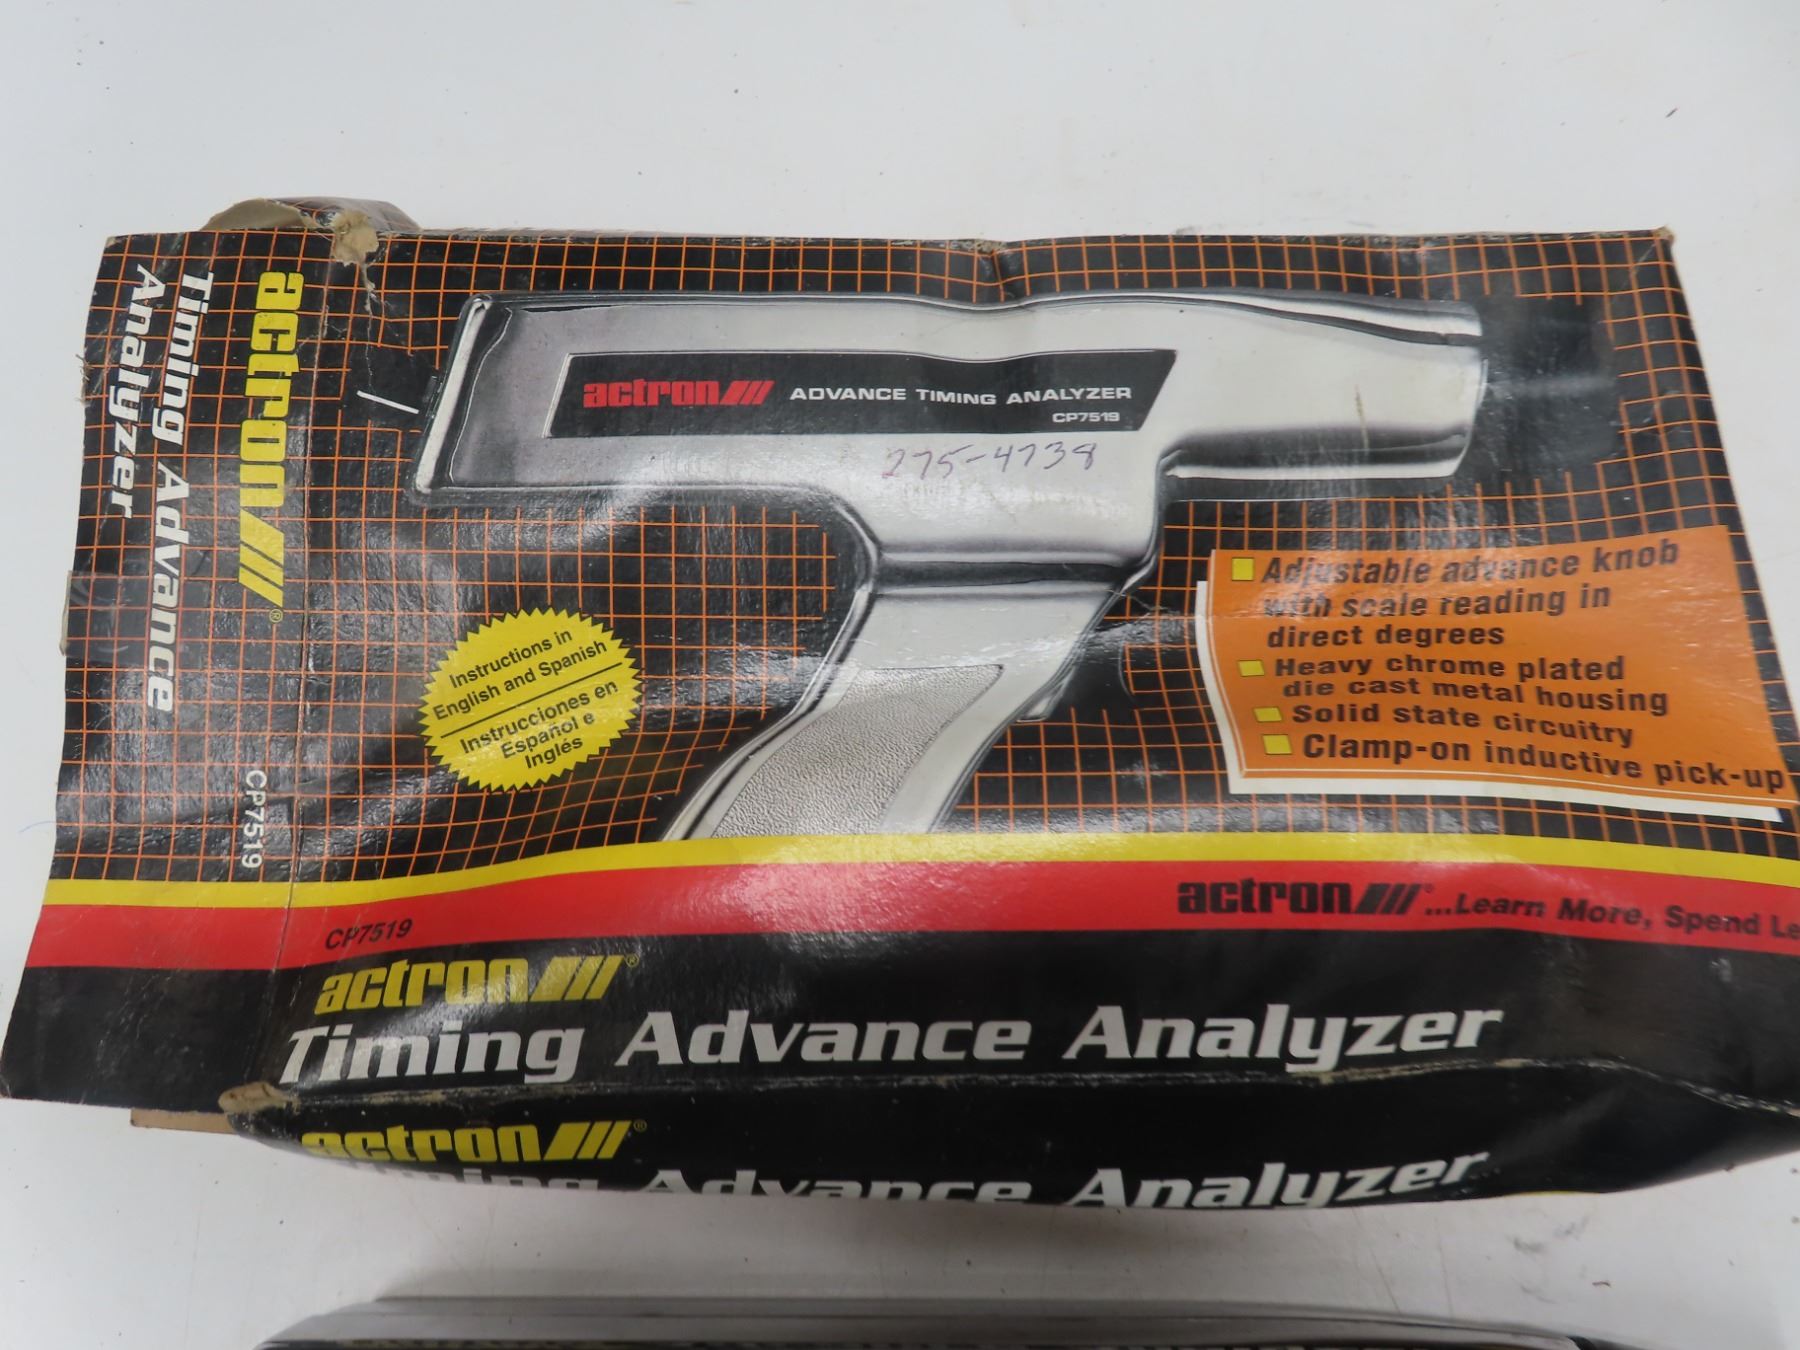 actron
Timing Advance
Analyzer
CP7519
actron ADVANCE TIMING ANALYZER
CP7519
275-4738
Instructions in
English and Spanish
Instrucciones en
Español e
Inglés
Adjustable advance knob
with scale reading in
direct degrees
Heavy chrome plated
die cast metal housing
Solid state circuitry
Clamp-on inductive pick-up
CP7519
actron® ...Learn More, Spend Le
actron®
Timing Advance Analyzer
actron®
Timing Advance Analyzer